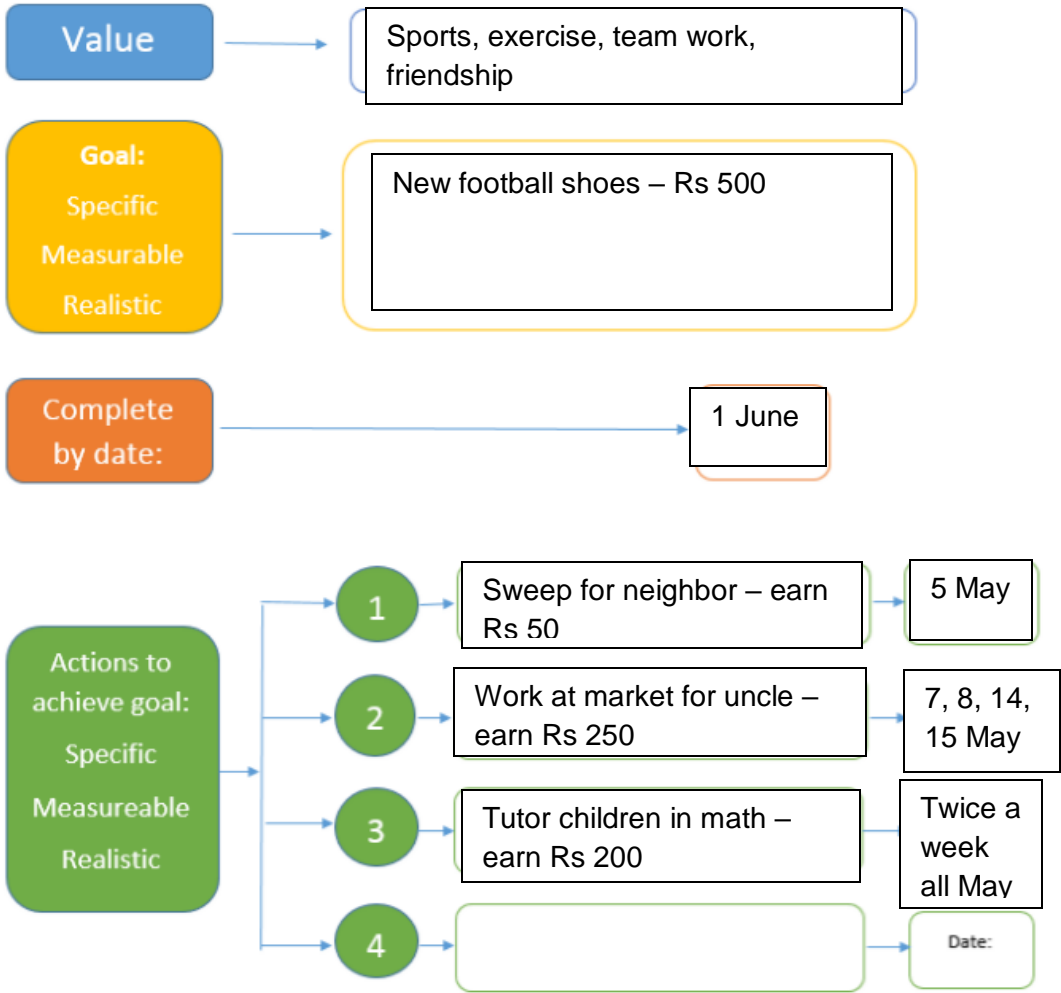 Value
Sports, exercise, team work,
friendship
Goal:
Specific
Measurable
Realistic
New football shoes – Rs 500
Complete
by date:
1 June
Actions to
achieve goal:
Specific
Measureable
Realistic
1
Sweep for neighbor – earn
Rs 50
5 May
2
Work at market for uncle –
earn Rs 250
7, 8, 14,
15 May
3
Tutor children in math –
earn Rs 200
Twice a
week
all May
4
Date: